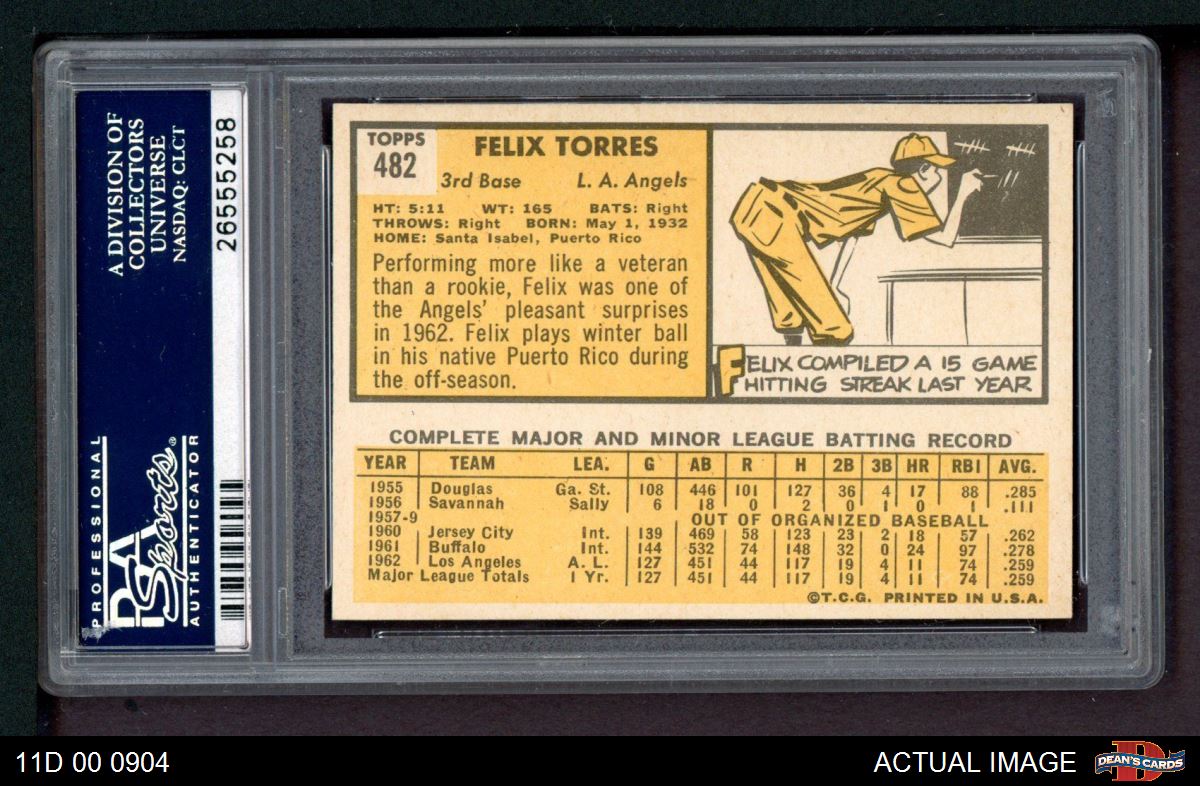 A DIVISION OF
COLLECTORS
UNIVERSE
NASDAQ: CLCT
26555258
PROFESSIONAL
PSA
Sports®
AUTHENTICATOR
TOPPS
482
FELIX TORRES
3rd Base L. A. Angels
HT: 5:11 WT: 165 BATS: Right
THROWS: Right BORN: May 1, 1932
HOME: Santa Isabel, Puerto Rico
Performing more like a veteran
than a rookie, Felix was one of
the Angels' pleasant surprises
in 1962. Felix plays winter ball
in his native Puerto Rico during
the off-season.
FELIX COMPILED A 15 GAME
HITTING STREAK LAST YEAR
COMPLETE MAJOR AND MINOR LEAGUE BATTING RECORD
YEAR TEAM LEA. G AB R H 2B 3B HR RBI AVG.
1955 Douglas Ga. St. 108 446 101 127 36 4 17 88 .285
1956 Savannah Sally 6 18 0 2 0 1 0 1 .111
1957-9 OUT OF ORGANIZED BASEBALL
1960 Jersey City Int. 139 469 58 123 23 2 18 57 .262
1961 Buffalo Int. 144 532 74 148 32 0 24 97 .278
1962 Los Angeles A. L. 127 451 44 117 19 4 11 74 .259
Major League Totals 1 Yr. 127 451 44 117 19 4 11 74 .259
©T.C.G. PRINTED IN U.S.A.
11D 00 0904
ACTUAL IMAGE
D
DEAN'S CARDS